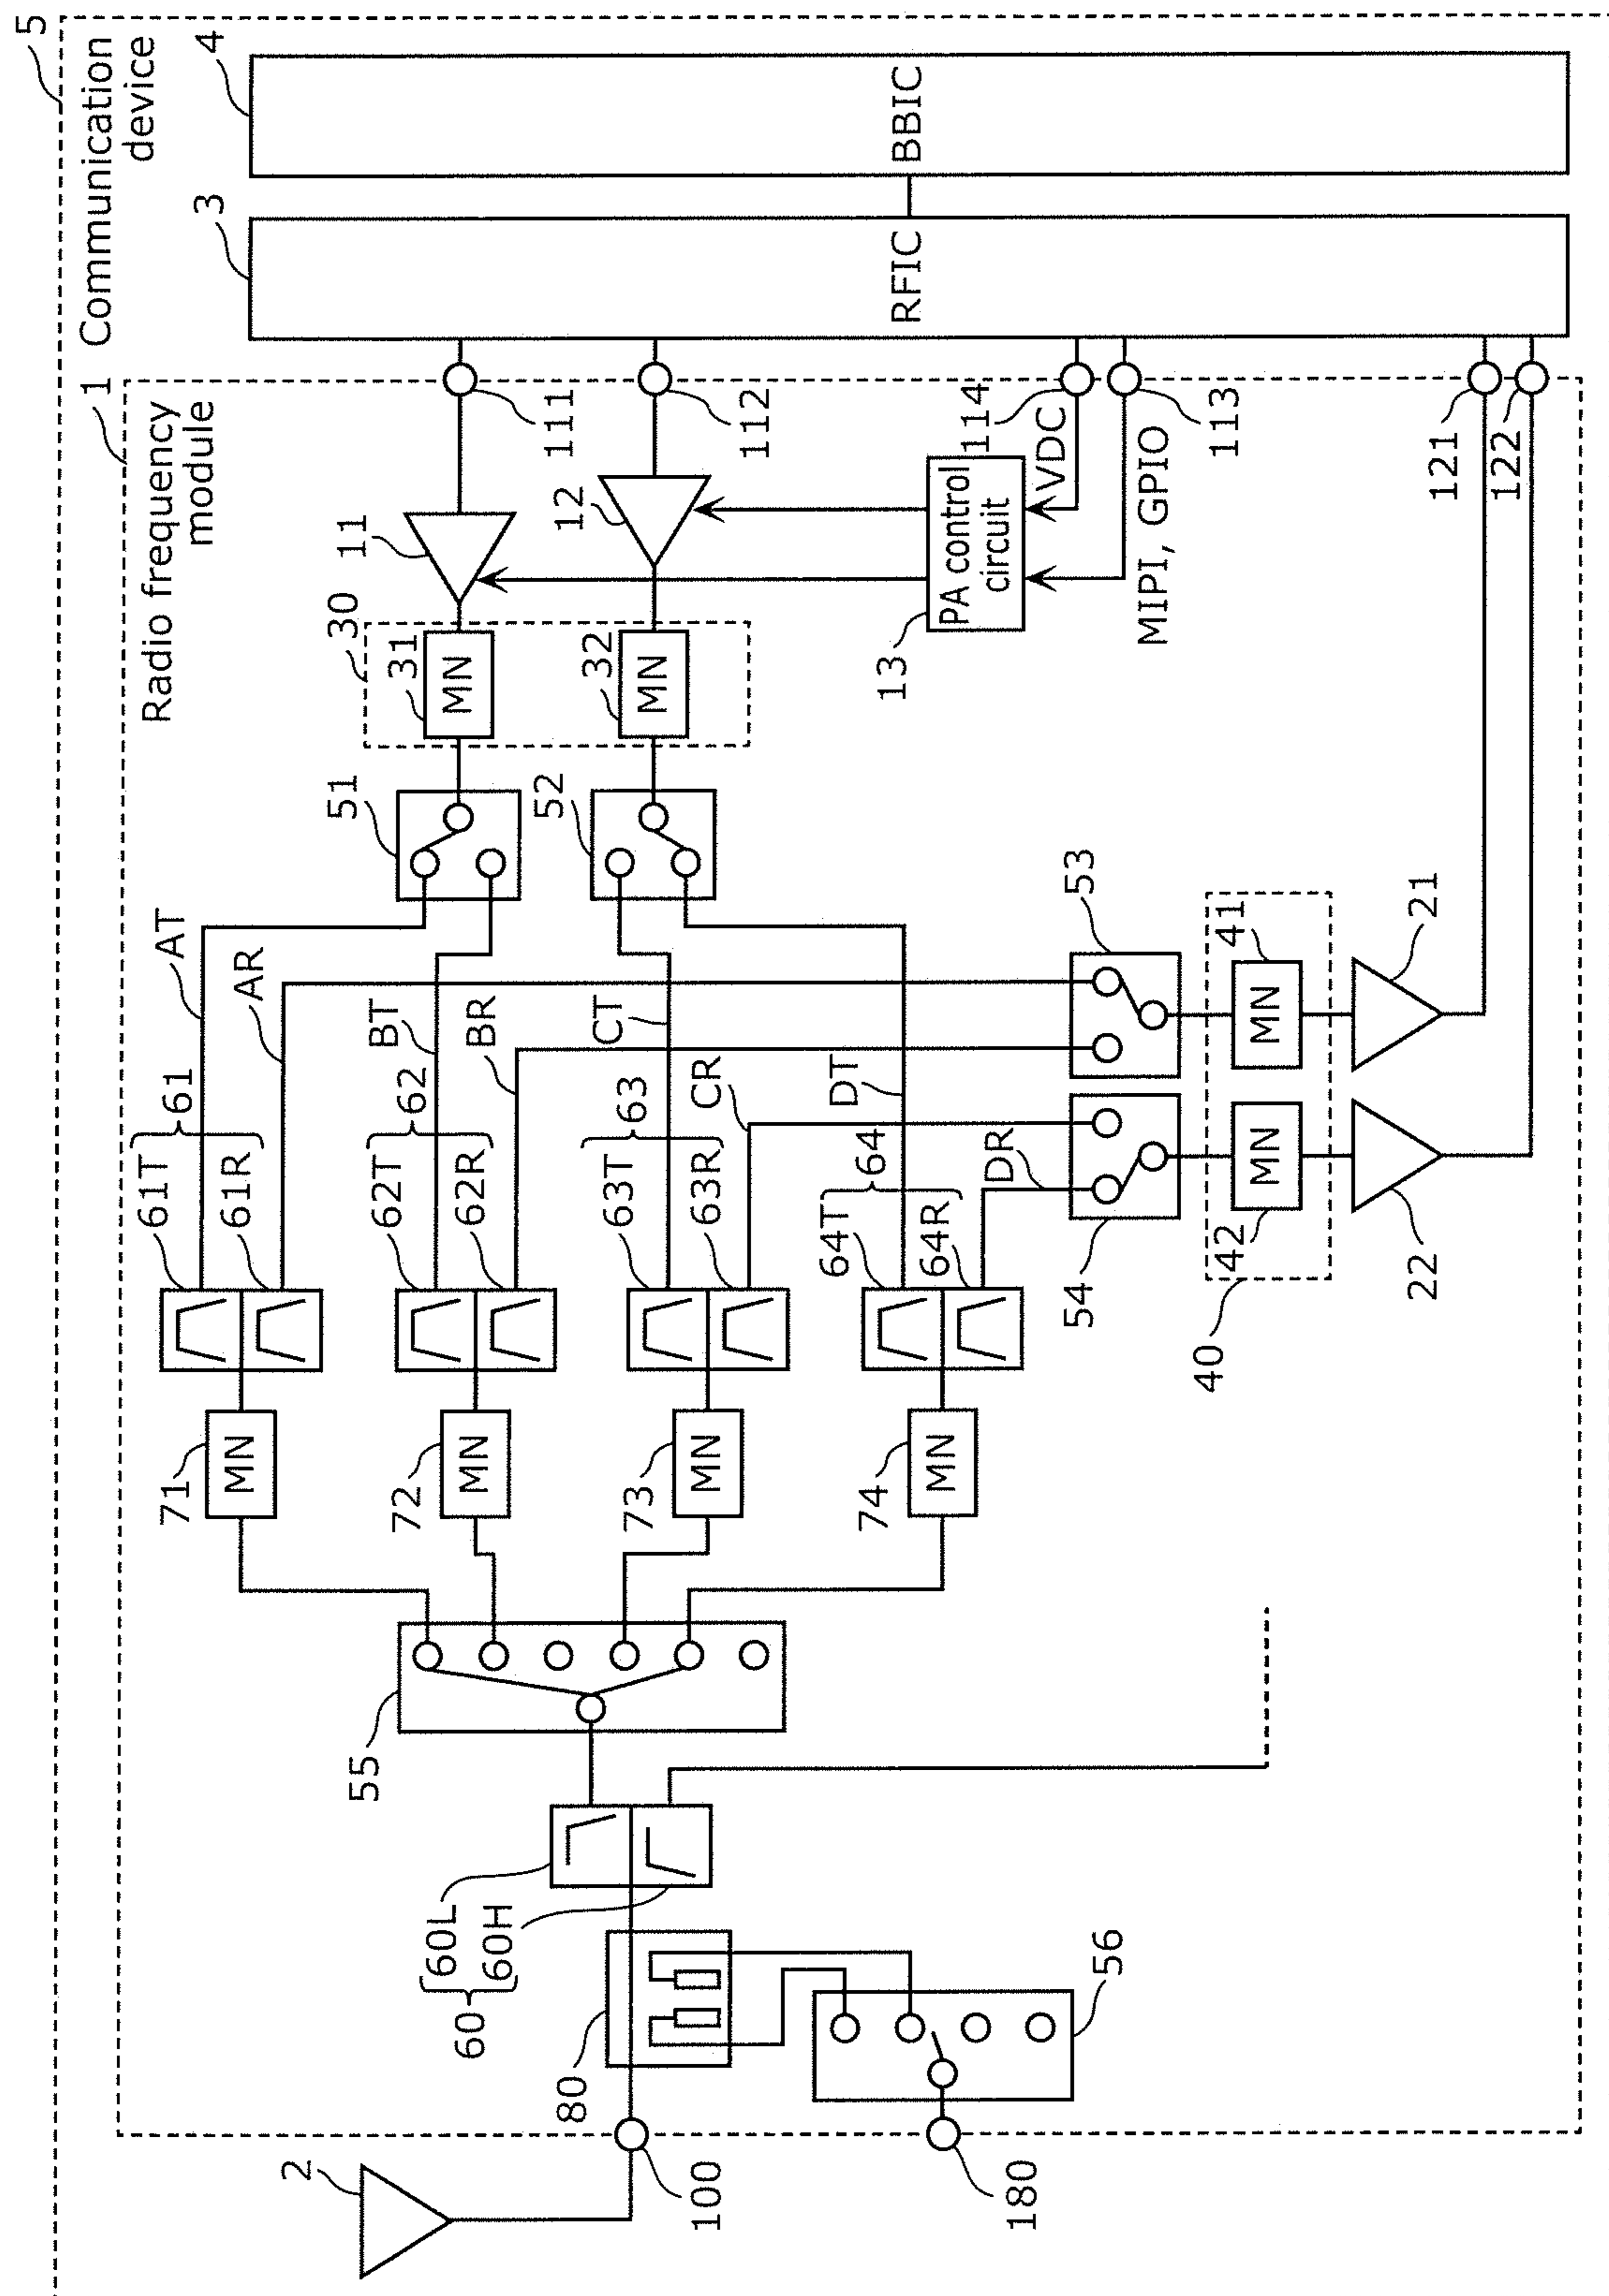 5
Communication
device
4
BBIC
3
RFIC
1
Radio frequency
module
111
112
114
113
121
122
VDC
MIPI, GPIO
11
12
PA control
circuit
13
30
31
MN
32
MN
51
52
53
54
40
41
MN
42
MN
21
22
AT
AR
BT
BR
CT
CR
DT
DR
61
61T
61R
62
62T
62R
63
63T
63R
64
64T
64R
71
MN
72
MN
73
MN
74
MN
55
60
60L
60H
80
56
2
100
180